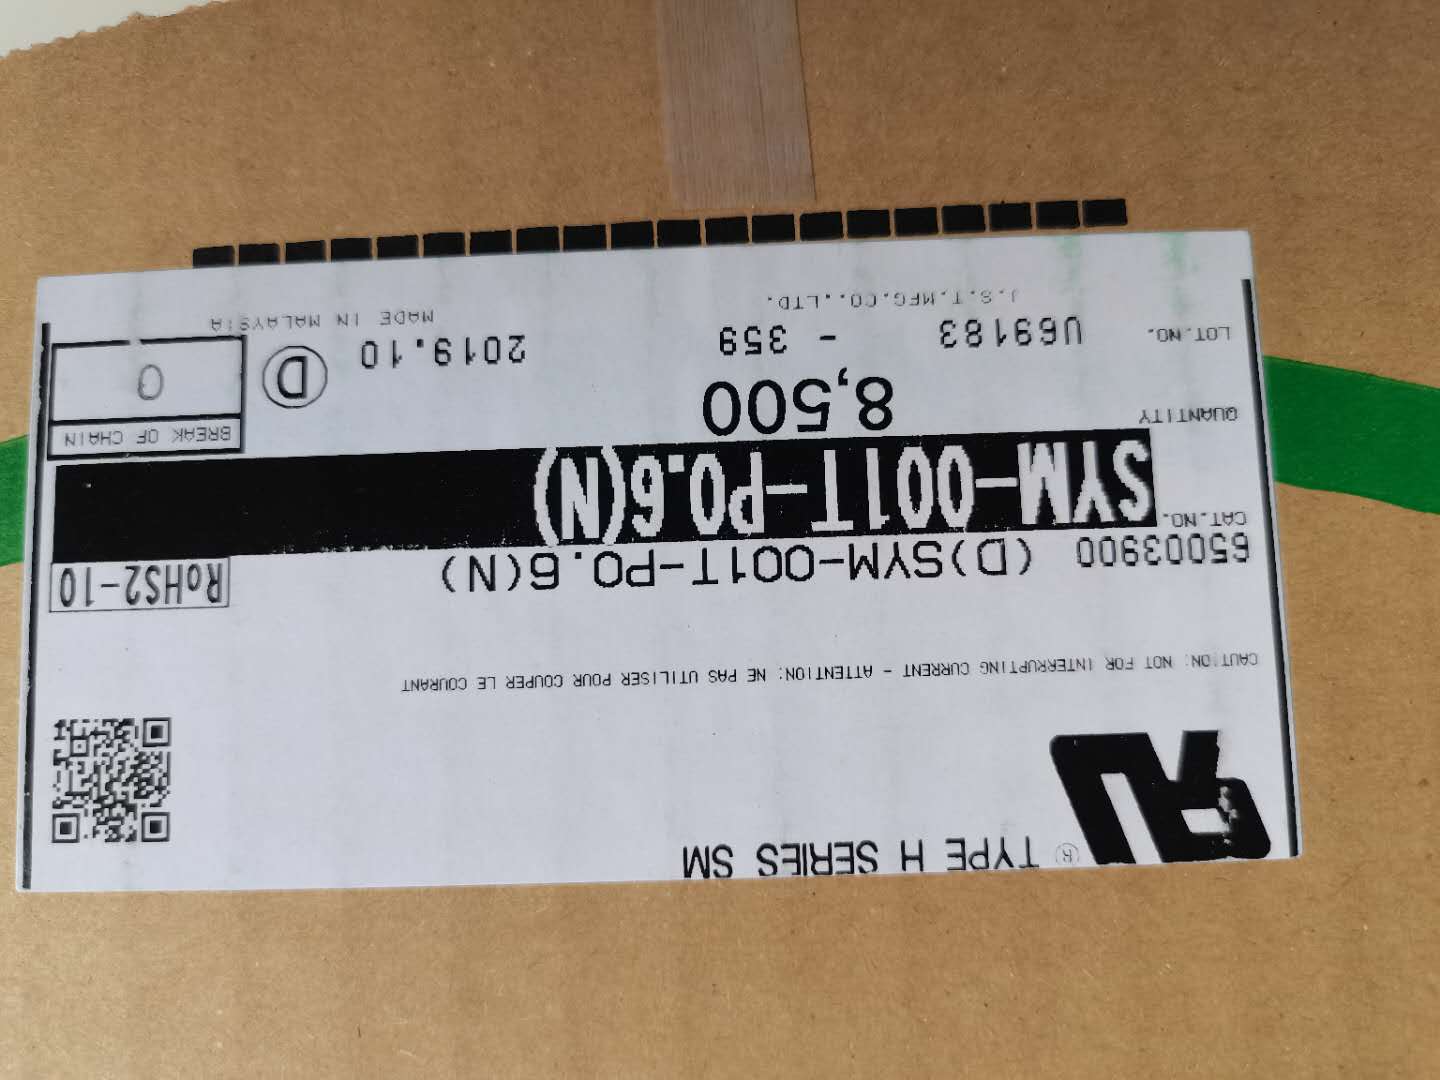 ® TYPE H SERIES SM
CAUTION: NOT FOR INTERRUPTING CURRENT - ATTENTION: NE PAS UTILISER POUR COUPER LE COURANT
65003900 (D)SYM-001T-P0.6(N)
RoHS2-10
CAT.NO.
SYM-001T-P0.6(N)
QUANTITY
8,500
BREAK OF CHAIN
0
LOT.NO.
U69183 - 359 2019.10
D
J.S.T.MFG.CO.,LTD.
MADE IN MALAYSIA